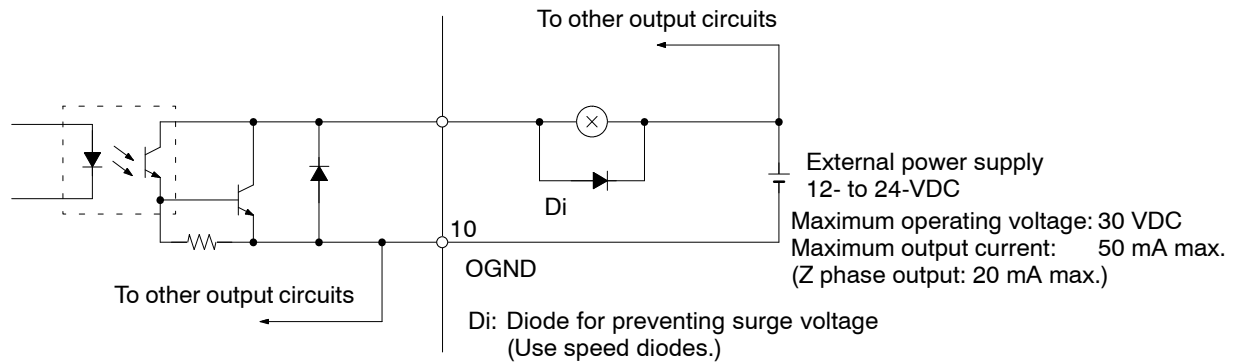 To other output circuits
External power supply
12- to 24-VDC
Di
Maximum operating voltage: 30 VDC
Maximum output current: 50 mA max.
(Z phase output: 20 mA max.)
10
OGND
To other output circuits
Di: Diode for preventing surge voltage
(Use speed diodes.)